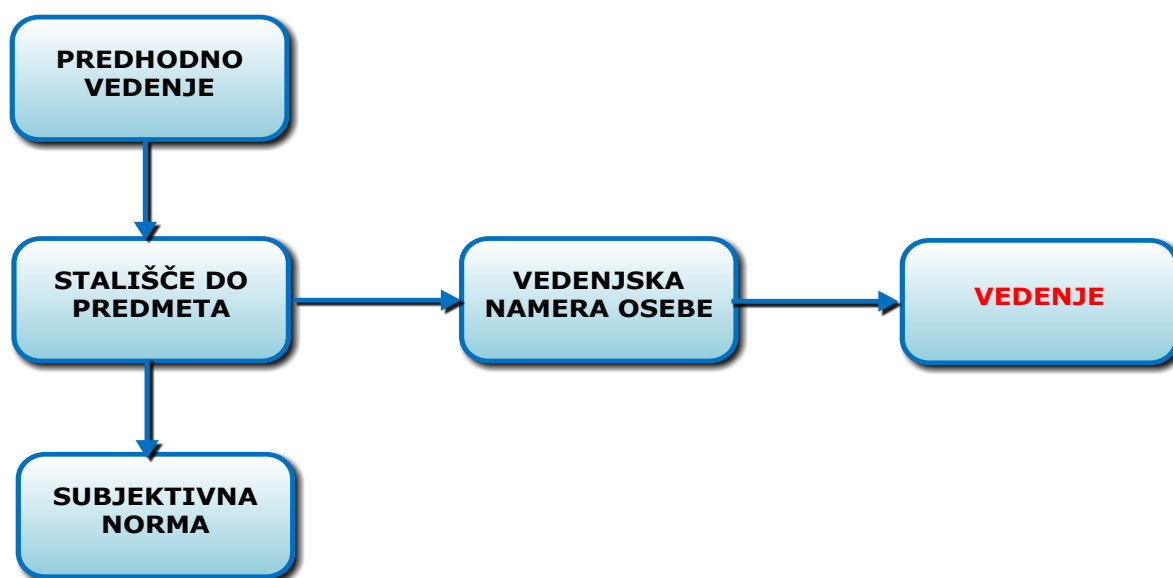 PREDHODNO
VEDENJE
STALIŠČE DO
PREDMETA
VEDENJSKA
NAMERA OSEBE
VEDENJE
SUBJEKTIVNA
NORMA